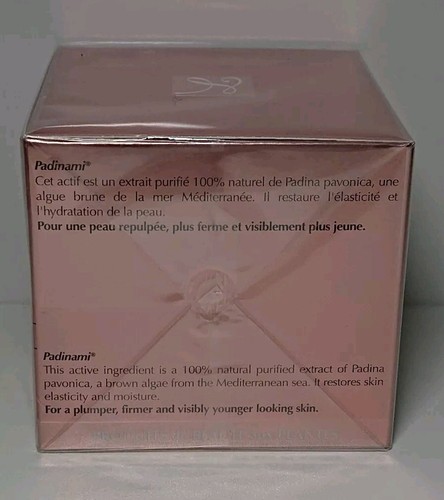 Padinami®
Cet actif est un extrait purifié 100% naturel de Padina pavonica, une
algue brune de la mer Méditerranée. Il restaure l'élasticité et
l'hydratation de la peau.
Pour une peau repulpée, plus ferme et visiblement plus jeune.
Padinami®
This active ingredient is a 100% natural purified extract of Padina
pavonica, a brown algae from the Mediterranean sea. It restores skin
elasticity and moisture.
For a plumper, firmer and visibly younger looking skin.